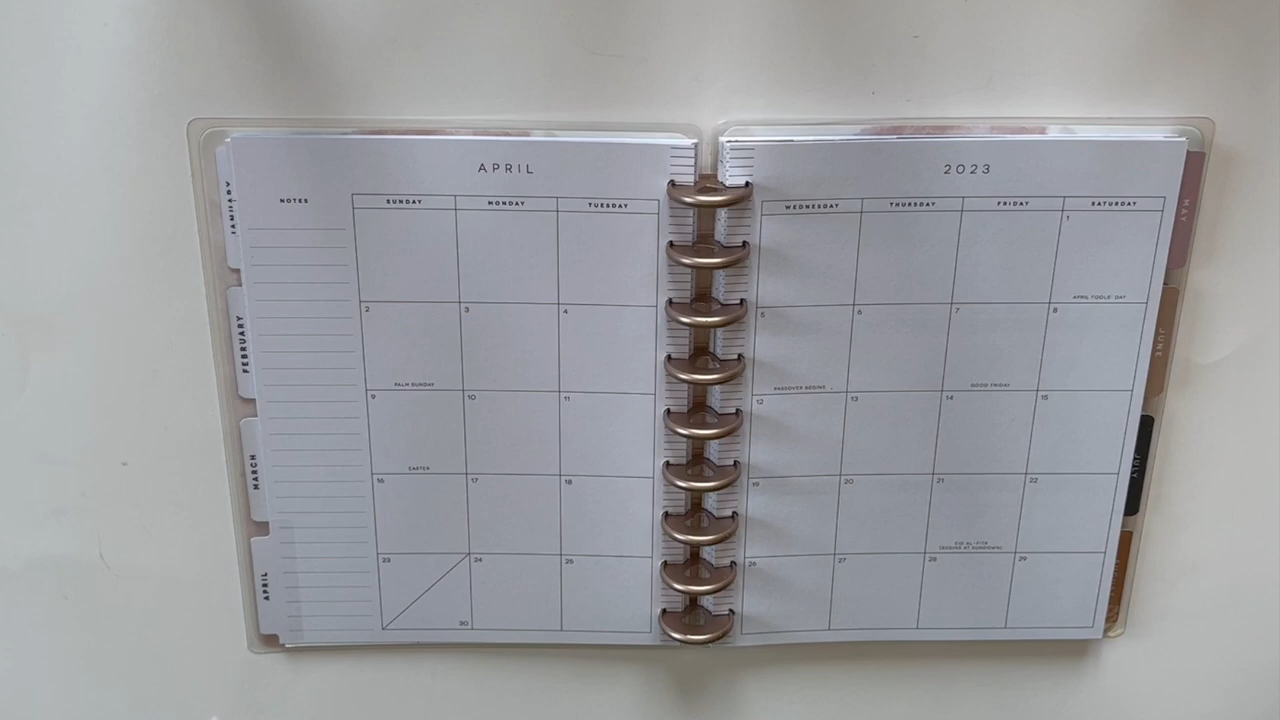 APRIL
2023
NOTES
SUNDAY MONDAY TUESDAY WEDNESDAY THURSDAY FRIDAY SATURDAY
1
APRIL FOOLS' DAY
2 3 4 5 6 7 8
PALM SUNDAY PASSOVER BEGINS GOOD FRIDAY
9 10 11 12 13 14 15
EASTER
16 17 18 19 20 21 22
EID AL-FITR
(BEGINS AT SUNDOWN)
23 24 25 26 27 28 29
30
JANUARY
FEBRUARY
MARCH
APRIL
MAY
JUNE
JULY